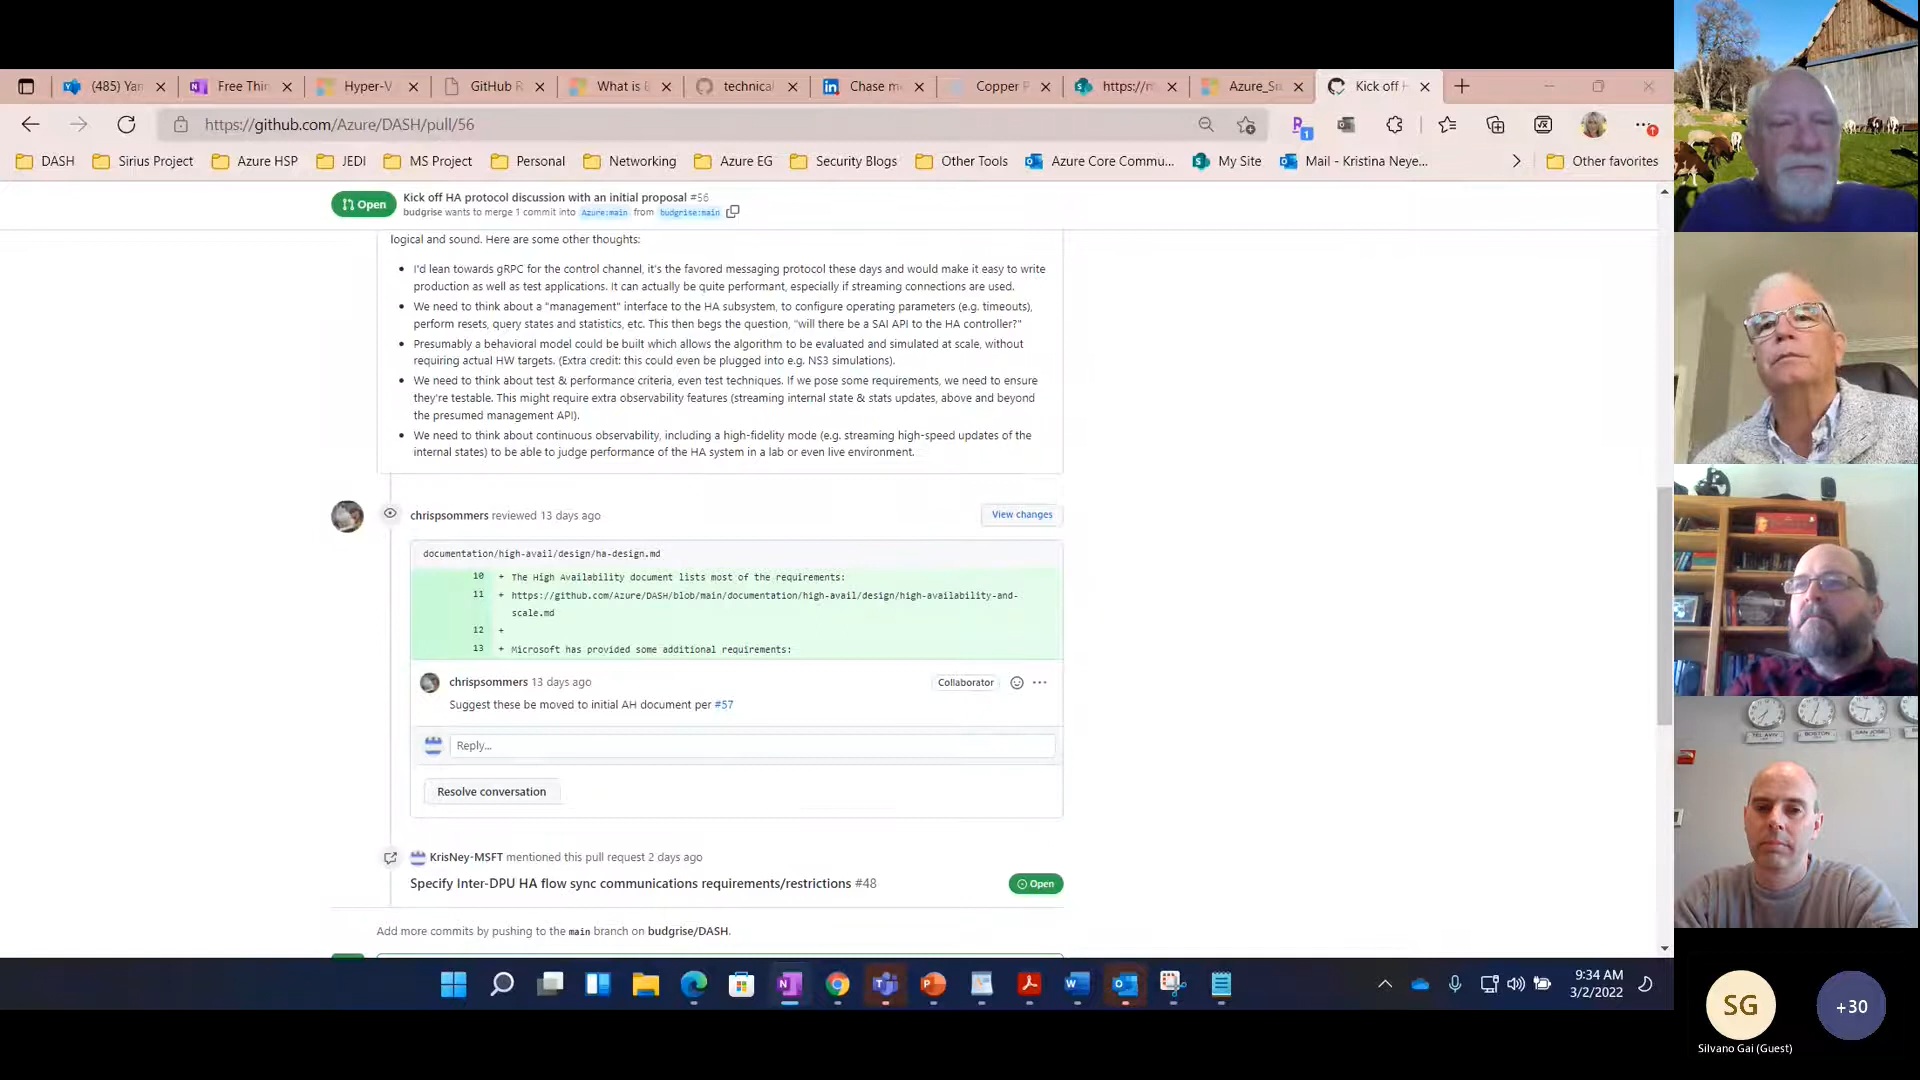 (485) Yan
Free Thin
Hyper-V
GitHub R
What is
technical
Chase m
Copper P
https://m
Azure_Su
Kick off H
https://github.com/Azure/DASH/pull/56
DASH
Sirius Project
Azure HSP
JEDI
MS Project
Personal
Networking
Azure EG
Security Blogs
Other Tools
Azure Core Commu...
My Site
Mail - Kristina Neye...
Other favorites
Open
Kick off HA protocol discussion with an initial proposal #56
budgrise wants to merge 1 commit into Azure:main from budgrise:main
logical and sound. Here are some other thoughts:
• I'd lean towards gRPC for the control channel, it's the favored messaging protocol these days and would make it easy to write
production as well as test applications. It can actually be quite performant, especially if streaming connections are used.
• We need to think about a "management" interface to the HA subsystem, to configure operating parameters (e.g. timeouts),
perform resets, query states and statistics, etc. This then begs the question, "will there be a SAI API to the HA controller?"
• Presumably a behavioral model could be built which allows the algorithm to be evaluated and simulated at scale, without
requiring actual HW targets. (Extra credit: this could even be plugged into e.g. NS3 simulations).
• We need to think about test & performance criteria, even test techniques. If we pose some requirements, we need to ensure
they're testable. This might require extra observability features (streaming internal state & stats updates, above and beyond
the presumed management API).
• We need to think about continuous observability, including a high-fidelity mode (e.g. streaming high-speed updates of the
internal states) to be able to judge performance of the HA system in a lab or even live environment.
chrispsommers reviewed 13 days ago
View changes
documentation/high-avail/design/ha-design.md
10 + The High Availability document lists most of the requirements:
11 + https://github.com/Azure/DASH/blob/main/documentation/high-avail/design/high-availability-and-
scale.md
12 +
13 + Microsoft has provided some additional requirements:
chrispsommers 13 days ago
Collaborator
Suggest these be moved to initial AH document per #57
Reply...
Resolve conversation
KrisNey-MSFT mentioned this pull request 2 days ago
Specify Inter-DPU HA flow sync communications requirements/restrictions #48
Open
Add more commits by pushing to the main branch on budgrise/DASH.
9:34 AM
3/2/2022
TEL AVIV
BOSTON
SAN JOSE
SG
+30
Silvano Gai (Guest)